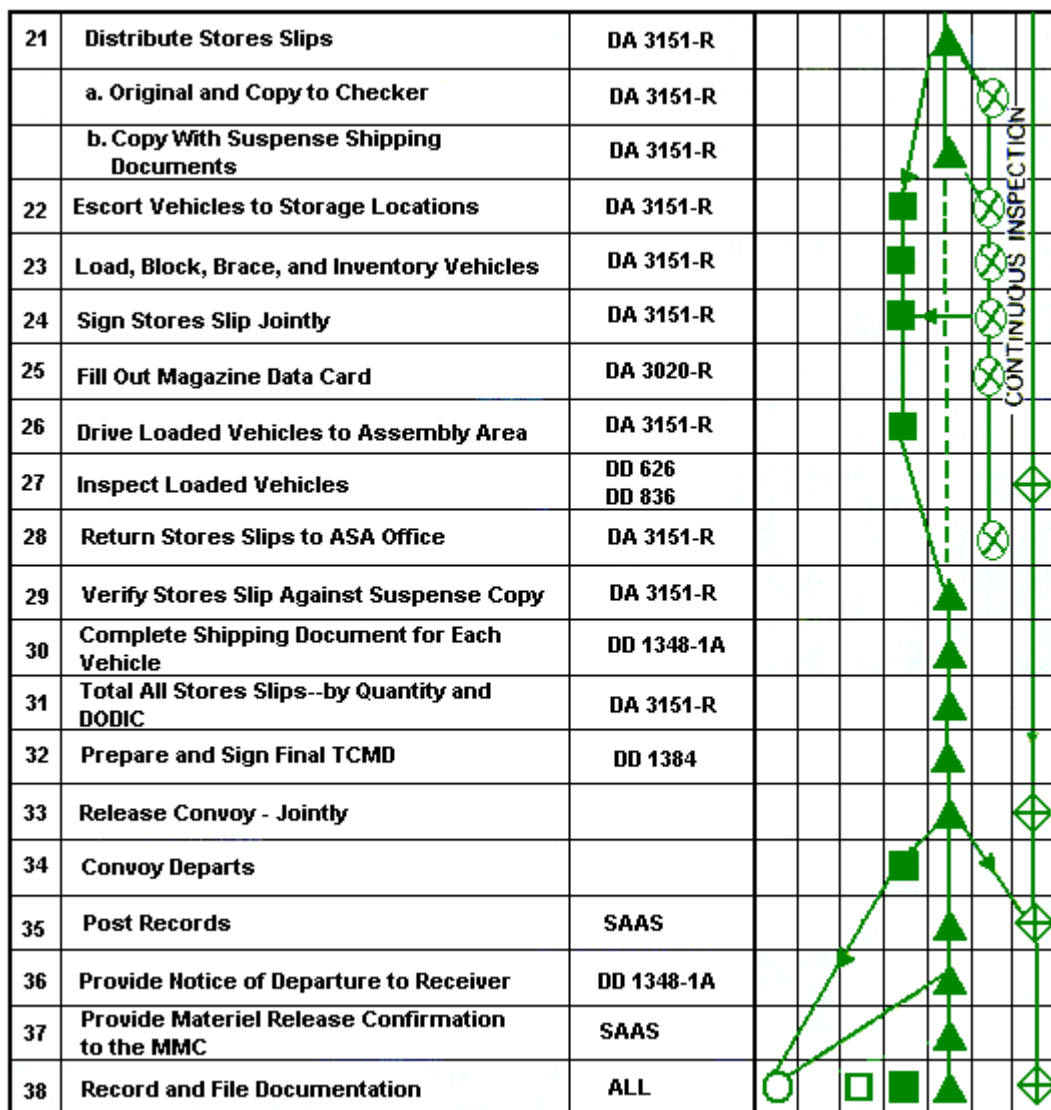 21 Distribute Stores Slips DA 3151-R
a. Original and Copy to Checker DA 3151-R
b. Copy With Suspense Shipping
Documents DA 3151-R
22 Escort Vehicles to Storage Locations DA 3151-R
23 Load, Block, Brace, and Inventory Vehicles DA 3151-R
24 Sign Stores Slip Jointly DA 3151-R
25 Fill Out Magazine Data Card DA 3020-R
26 Drive Loaded Vehicles to Assembly Area DA 3151-R
27 Inspect Loaded Vehicles DD 626
DD 836
28 Return Stores Slips to ASA Office DA 3151-R
29 Verify Stores Slip Against Suspense Copy DA 3151-R
30 Complete Shipping Document for Each
Vehicle DD 1348-1A
31 Total All Stores Slips--by Quantity and
DODIC DA 3151-R
32 Prepare and Sign Final TCMD DD 1384
33 Release Convoy - Jointly
34 Convoy Departs
35 Post Records SAAS
36 Provide Notice of Departure to Receiver DD 1348-1A
37 Provide Materiel Release Confirmation
to the MMC SAAS
38 Record and File Documentation ALL
CONTINUOUS INSPECTION